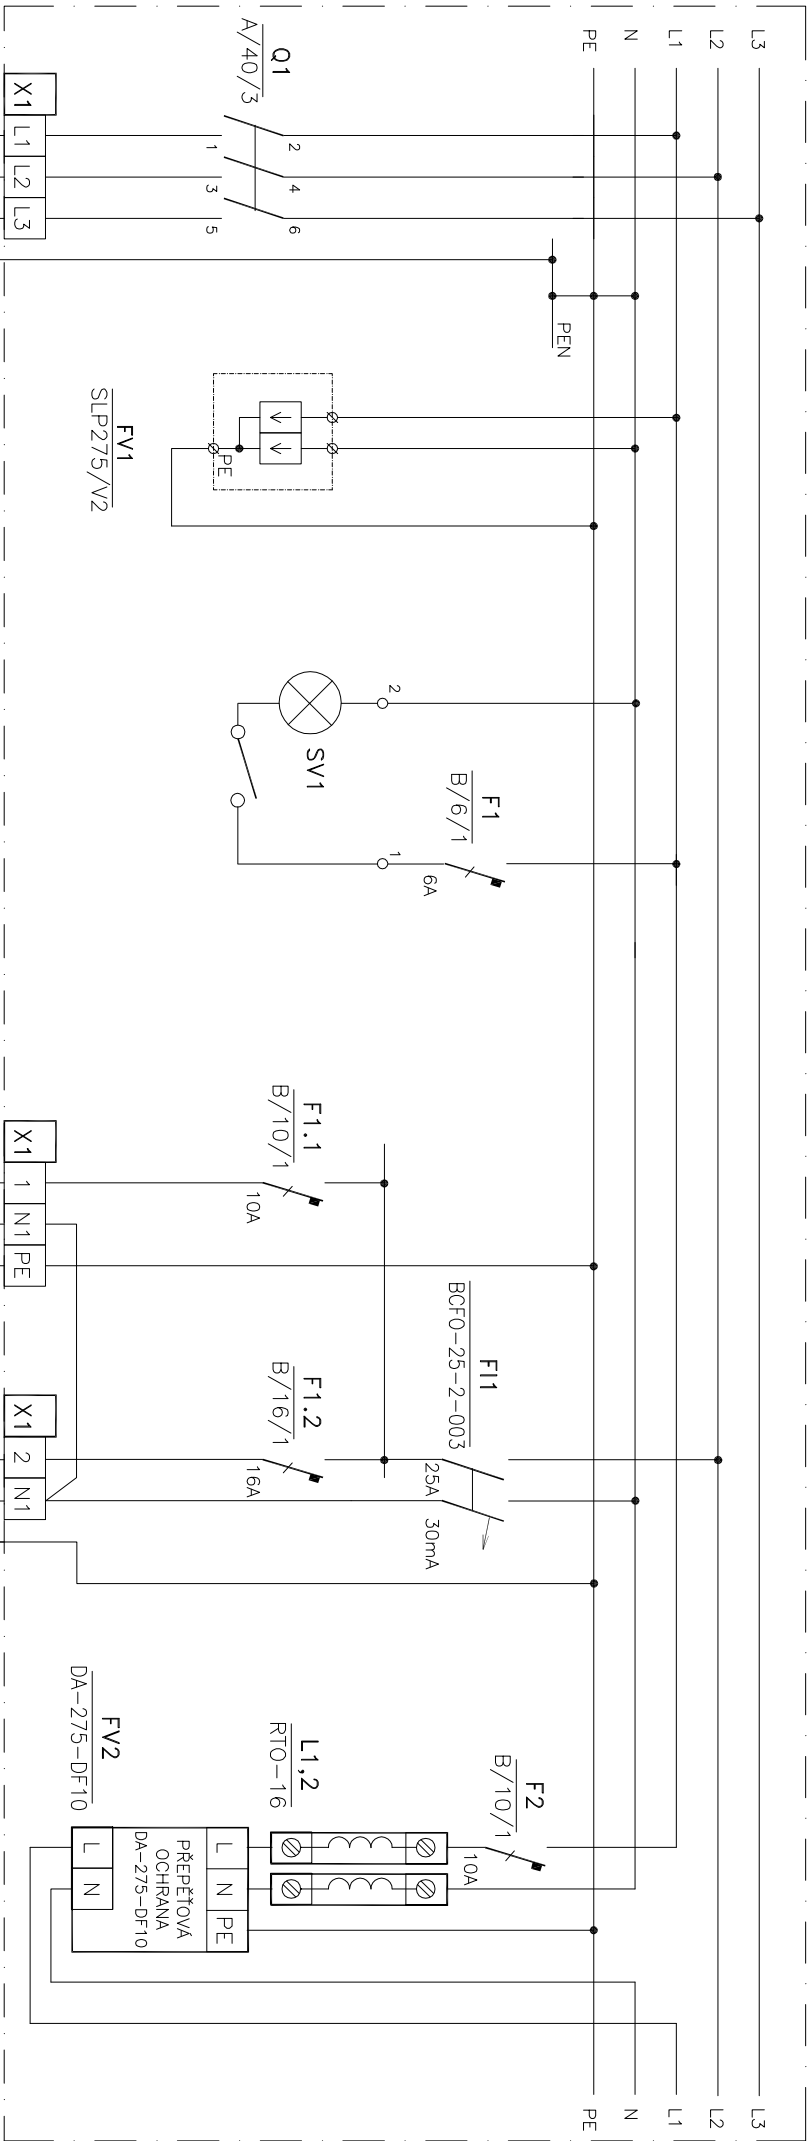 L3
L2
L1
N
PE
Q1
A/40/3
2
4
6
1
3
5
X1
L1
L2
L3
PEN
PE
FV1
SLP275/V2
2
SV1
1
F1
B/6/1
6A
F1.1
B/10/1
10A
X1
1
N1
PE
FI1
BCFO-25-2-003
25A
30mA
F1.2
B/16/1
16A
X1
2
N1
F2
B/10/1
10A
L1,2
RTO-16
FV2
DA-275-DF10
L
N
PE
PŘEPĚŤOVÁ
OCHRANA
DA-275-DF10
L
N
L3
L2
L1
N
PE